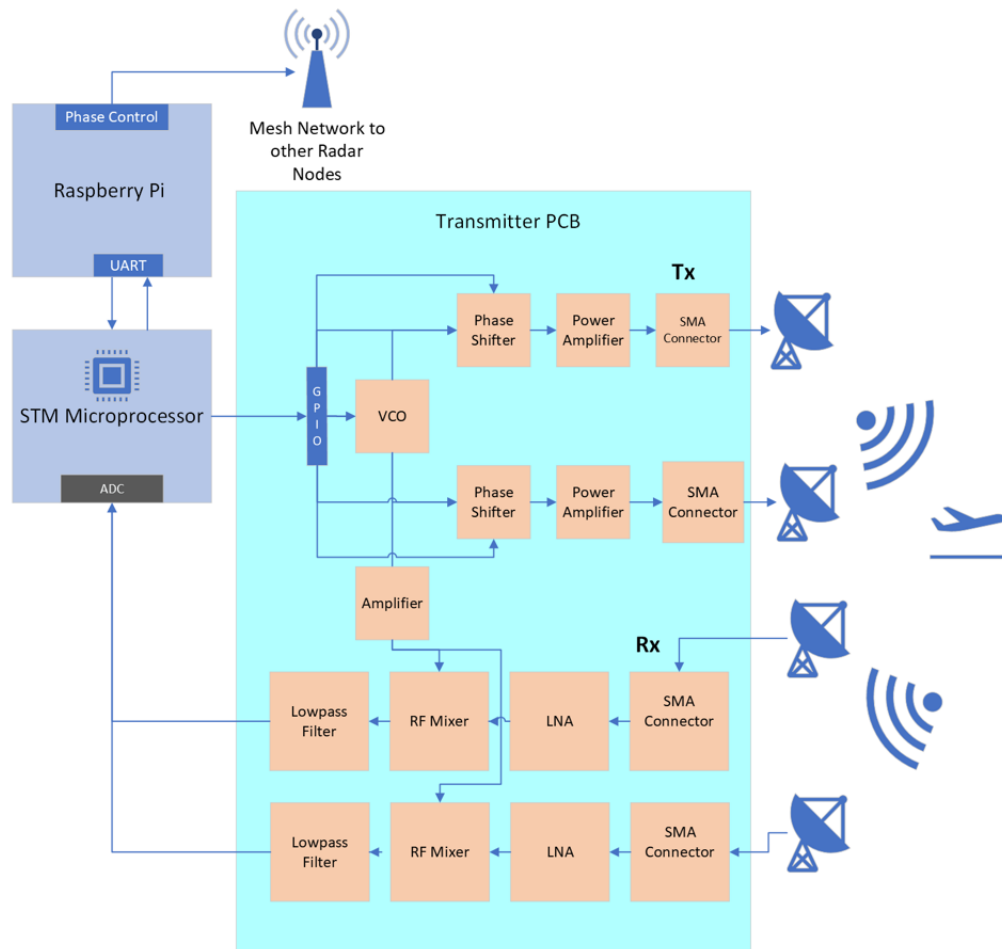 Phase Control
Raspberry Pi
UART
Mesh Network to
other Radar
Nodes
STM Microprocessor
ADC
Transmitter PCB
Tx
Phase
Shifter
Power
Amplifier
SMA
Connector
GPIO
VCO
Phase
Shifter
Power
Amplifier
SMA
Connector
Amplifier
Rx
Lowpass
Filter
RF Mixer
LNA
SMA
Connector
Lowpass
Filter
RF Mixer
LNA
SMA
Connector